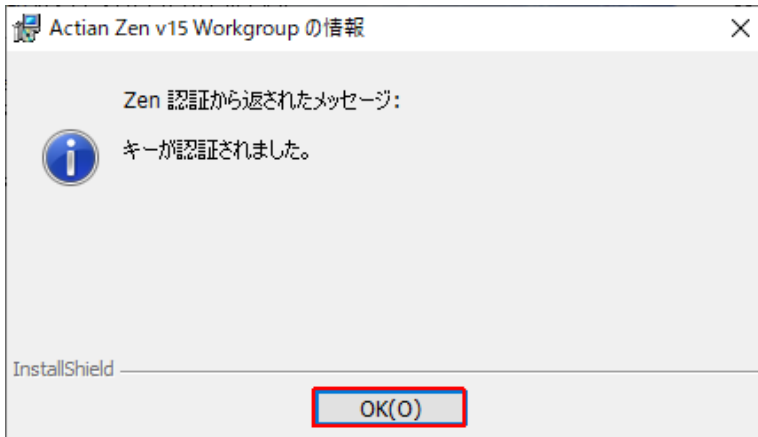 Actian Zen v15 Workgroup の情報
Zen 認証から返されたメッセージ:
キーが認証されました。
InstallShield
OK(O)